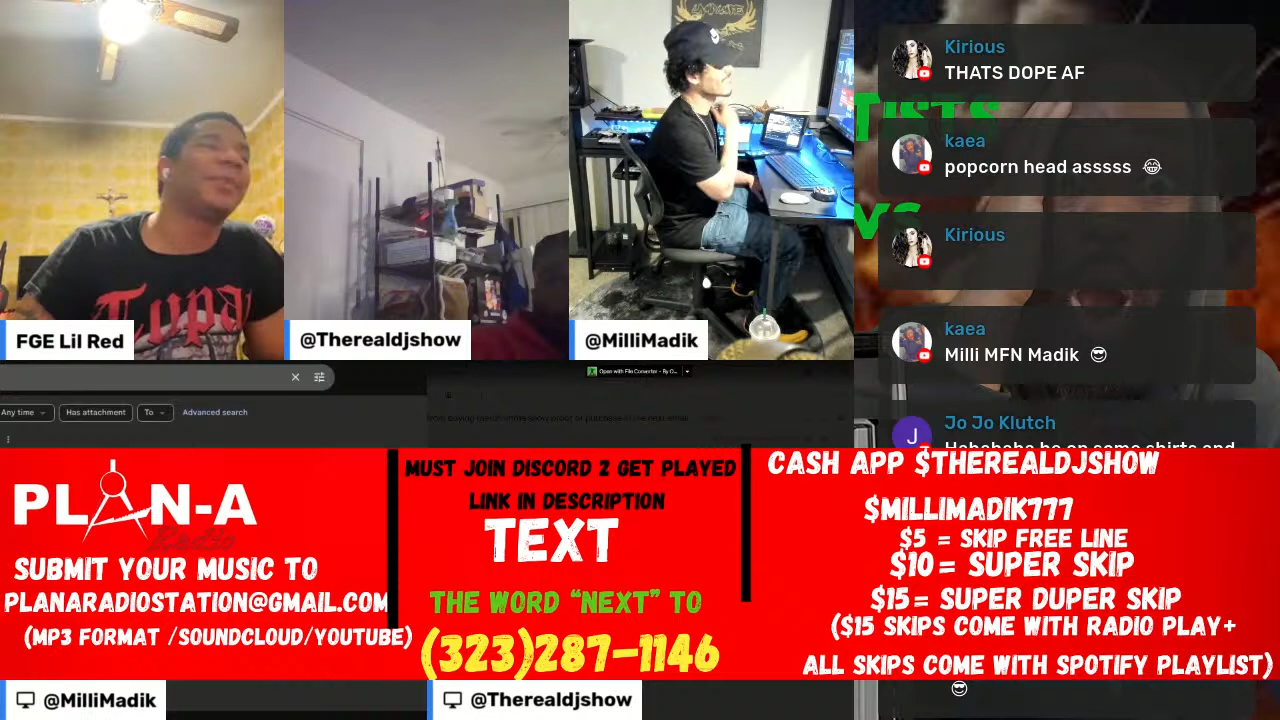 FGE Lil Red
@Therealdjshow
@MilliMadik
Kirious
THATS DOPE AF
kaea
popcorn head asssss 😂
Kirious
kaea
Milli MFN Madik 😎
Jo Jo Klutch
Any time
Has attachment
To
Advanced search
PLAN-A
Radio
SUBMIT YOUR MUSIC TO
PLANARADIOSTATION@GMAIL.COM
(MP3 FORMAT /SOUNDCLOUD/YOUTUBE)
MUST JOIN DISCORD 2 GET PLAYED
LINK IN DESCRIPTION
TEXT
THE WORD “NEXT” TO
(323)287-1146
CASH APP $THEREALDJSHOW
$MILLIMADIK777
$5 = SKIP FREE LINE
$10 = SUPER SKIP
$15 = SUPER DUPER SKIP
($15 SKIPS COME WITH RADIO PLAY+
ALL SKIPS COME WITH SPOTIFY PLAYLIST)
😎
@MilliMadik
@Therealdjshow